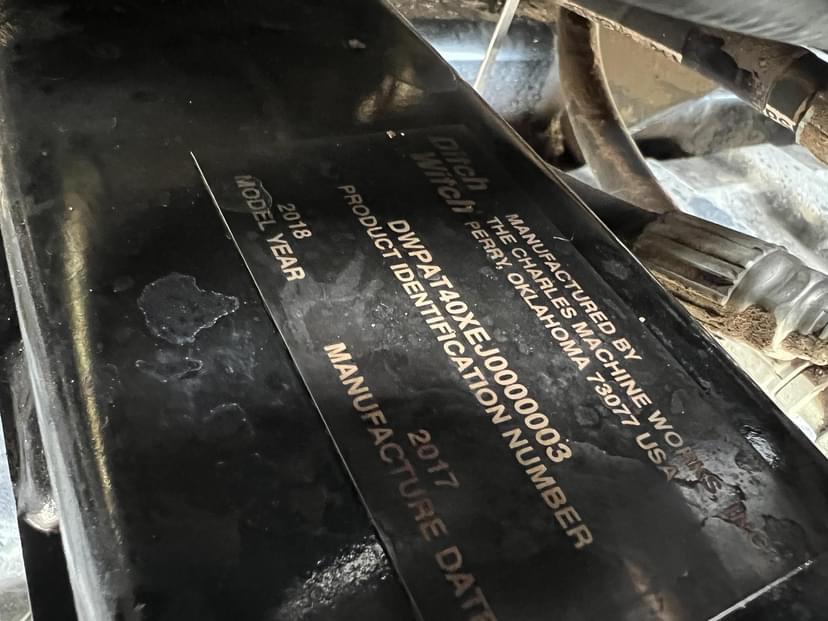 Ditch
Witch
MANUFACTURED BY
THE CHARLES MACHINE WORKS, INC.
PERRY, OKLAHOMA 73077 USA
DWPAT40XEJ0000003
PRODUCT IDENTIFICATION NUMBER
2018
MODEL YEAR
2017
MANUFACTURE DATE